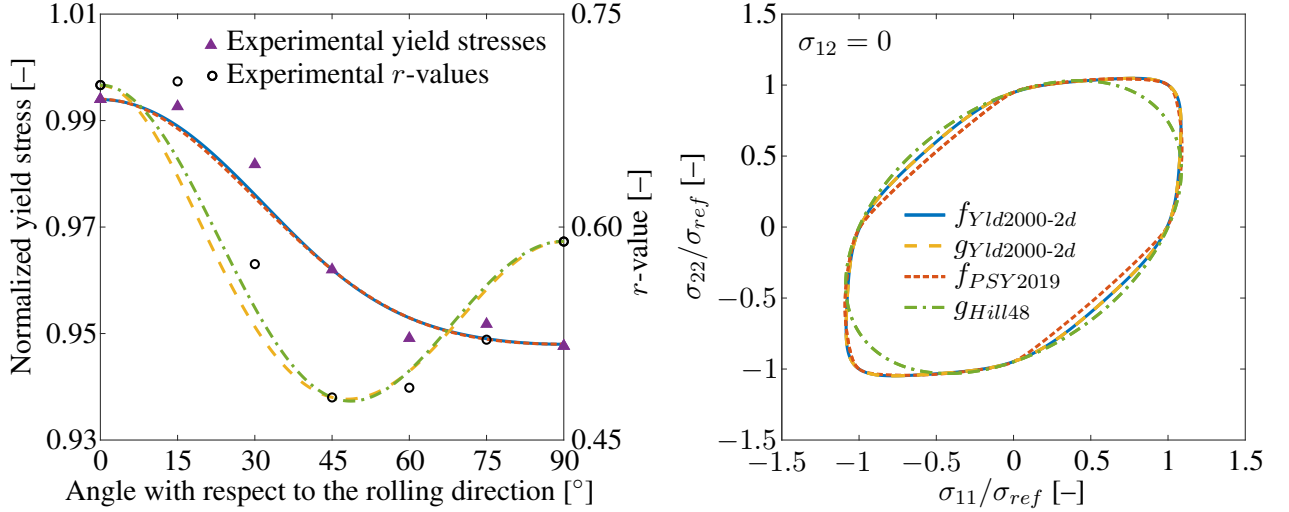 1.01
0.99
0.97
0.95
0.93
Normalized yield stress [–]
0.75
0.60
0.45
r-value [–]
Experimental yield stresses
Experimental r-values
0 15 30 45 60 75 90
Angle with respect to the rolling direction [°]
1.5
1
0.5
0
−0.5
−1
−1.5
σ22/σref [–]
σ12 = 0
fYld2000-2d
gYld2000-2d
fPSY2019
gHill48
−1.5 −1 −0.5 0 0.5 1 1.5
σ11/σref [–]